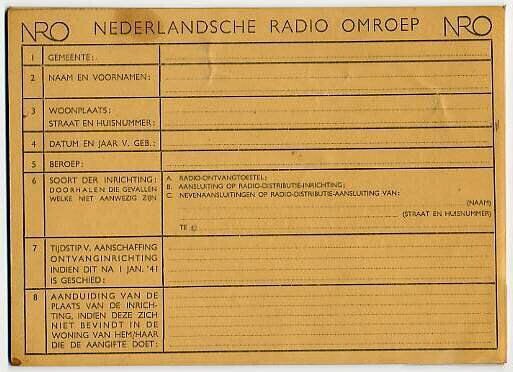 NRO NEDERLANDSCHE RADIO OMROEP NRO
1 GEMEENTE:
2 NAAM EN VOORNAMEN:
3 WOONPLAATS:
STRAAT EN HUISNUMMER:
4 DATUM EN JAAR V. GEB.:
5 BEROEP:
6 SOORT DER INRICHTING:
DOORHALEN DIE GEVALLEN
WELKE NIET AANWEZIG ZIJN
A. RADIO-ONTVANGTOESTEL:
B. AANSLUITING OP RADIO-DISTRIBUTIE-INRICHTING:
C. NEVENAANSLUITINGEN OP RADIO-DISTRIBUTIE-AANSLUITING VAN:
(NAAM)
(STRAAT EN HUISNUMMER)
TE
7 TIJDSTIP V. AANSCHAFFING
ONTVANGINRICHTING
INDIEN DIT NA 1 JAN. '41
IS GESCHIED:
8 AANDUIDING VAN DE
PLAATS VAN DE INRICH-
TING, INDIEN DEZE ZICH
NIET BEVINDT IN DE
WONING VAN HEM/HAAR
DIE DE AANGIFTE DOET: